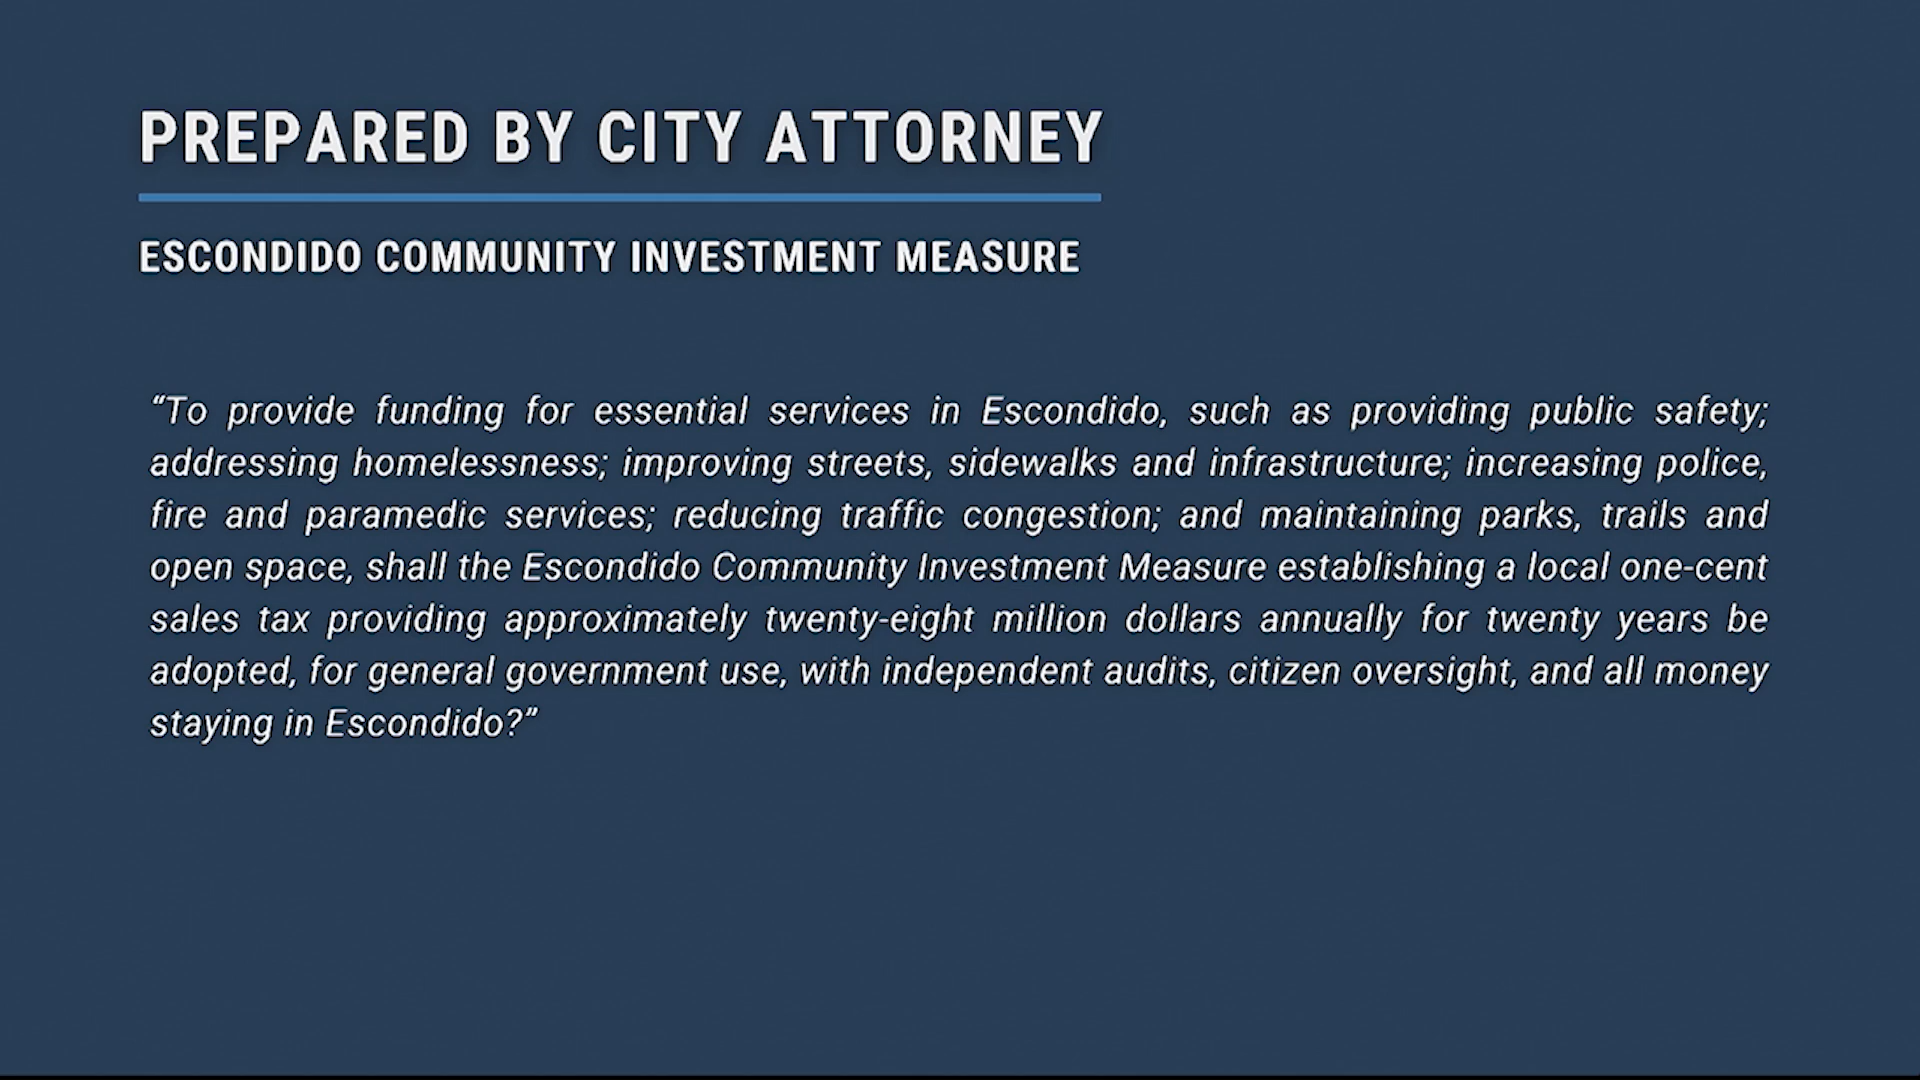 PREPARED BY CITY ATTORNEY
ESCONDIDO COMMUNITY INVESTMENT MEASURE
“To provide funding for essential services in Escondido, such as providing public safety;
addressing homelessness; improving streets, sidewalks and infrastructure; increasing police,
fire and paramedic services; reducing traffic congestion; and maintaining parks, trails and
open space, shall the Escondido Community Investment Measure establishing a local one-cent
sales tax providing approximately twenty-eight million dollars annually for twenty years be
adopted, for general government use, with independent audits, citizen oversight, and all money
staying in Escondido?”